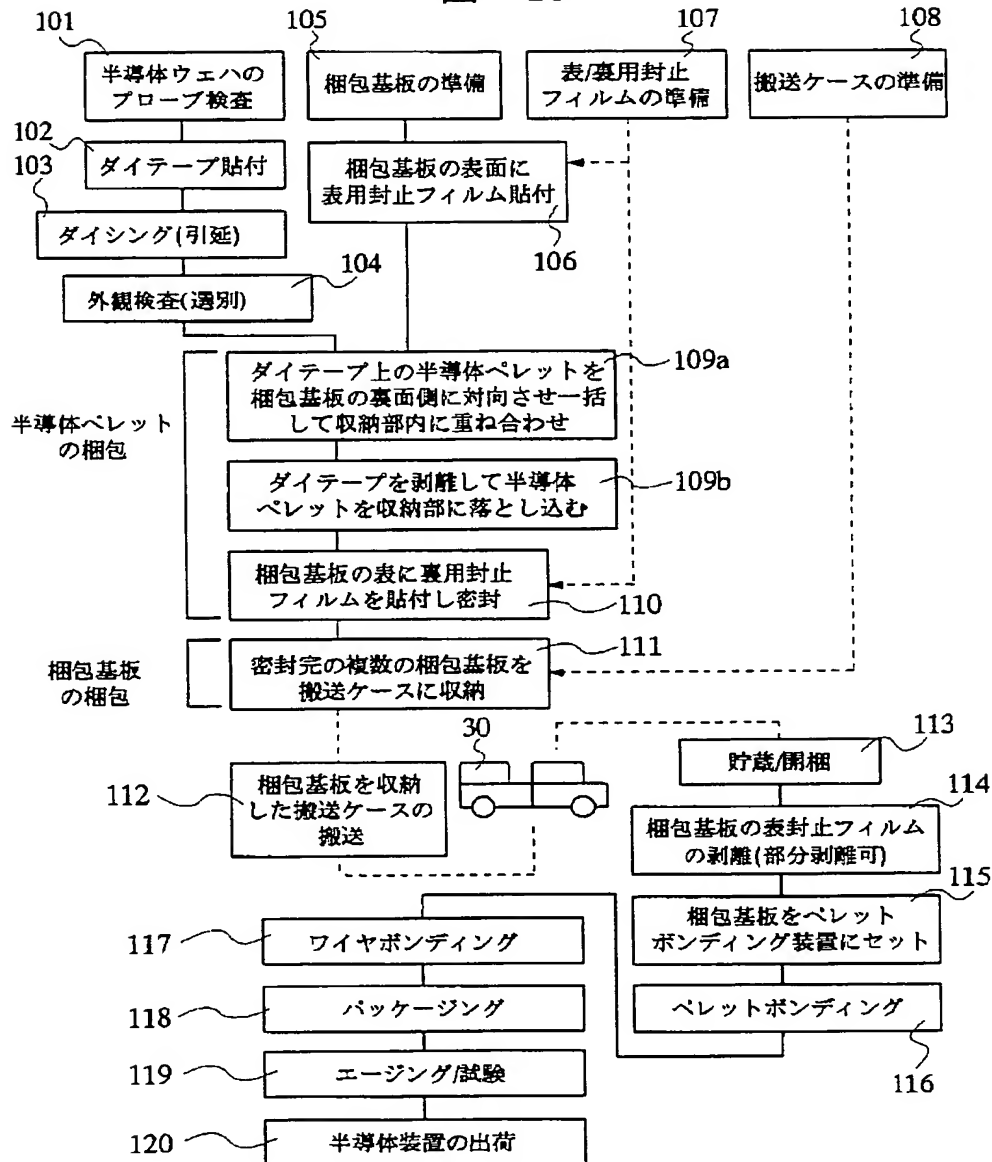 101
半導体ウェハの
プローブ検査
102
ダイテープ貼付
103
ダイシング(引延)
104
外観検査(選別)
105
梱包基板の準備
梱包基板の表面に
表用封止フィルム貼付
106
107
表/裏用封止
フィルムの準備
108
搬送ケースの準備
半導体ペレット
の梱包
ダイテープ上の半導体ペレットを
梱包基板の裏面側に対向させ一括
して収納部内に重ね合わせ
109a
ダイテープを剥離して半導体
ペレットを収納部に落とし込む
109b
梱包基板の表に裏用封止
フィルムを貼付し密封
110
梱包基板
の梱包
111
密封完の複数の梱包基板を
搬送ケースに収納
112
梱包基板を収納
した搬送ケースの
搬送
30
113
貯蔵/開梱
114
梱包基板の表封止フィルム
の剥離(部分剥離可)
115
梱包基板をペレット
ボンディング装置にセット
ペレットボンディング
116
117
ワイヤボンディング
118
パッケージング
119
エージング/試験
120
半導体装置の出荷